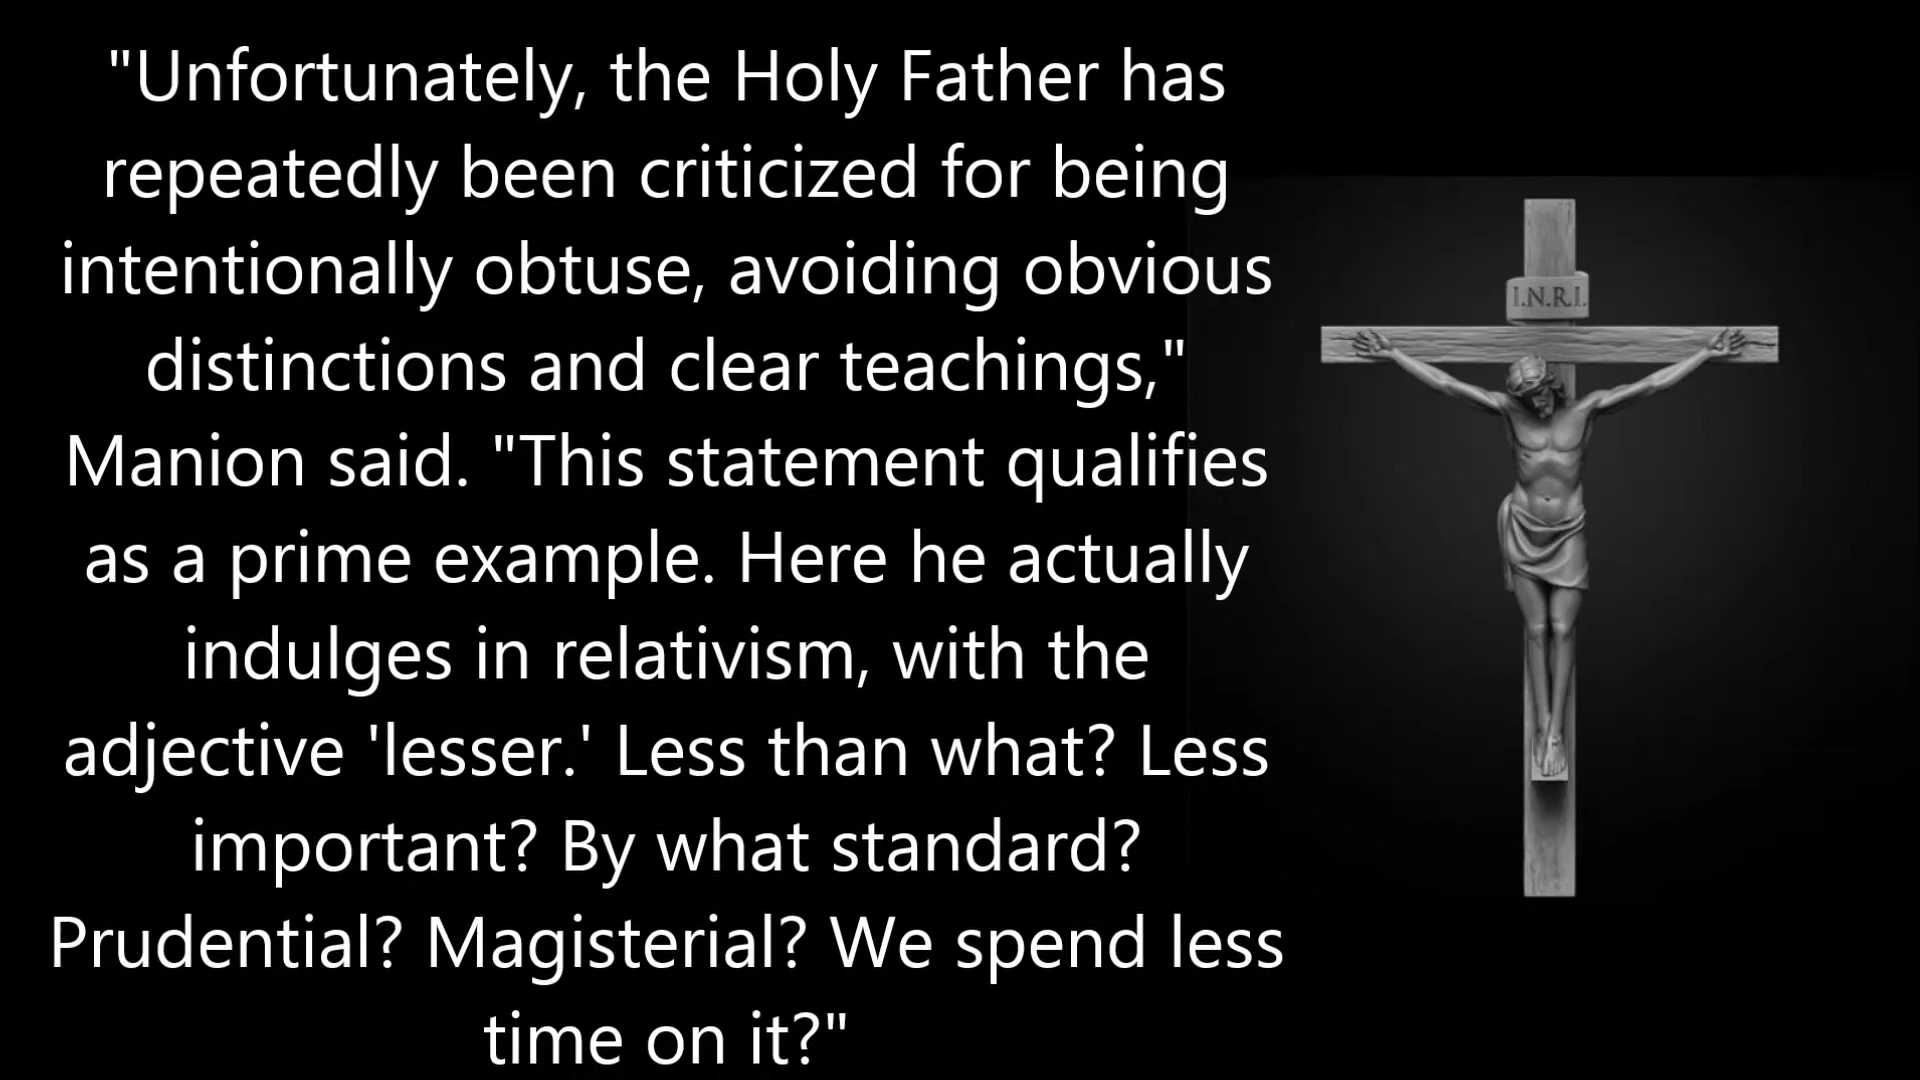 "Unfortunately, the Holy Father has
repeatedly been criticized for being
intentionally obtuse, avoiding obvious
distinctions and clear teachings,"
Manion said. "This statement qualifies
as a prime example. Here he actually
indulges in relativism, with the
adjective 'lesser.' Less than what? Less
important? By what standard?
Prudential? Magisterial? We spend less
time on it?"
I.N.R.I.